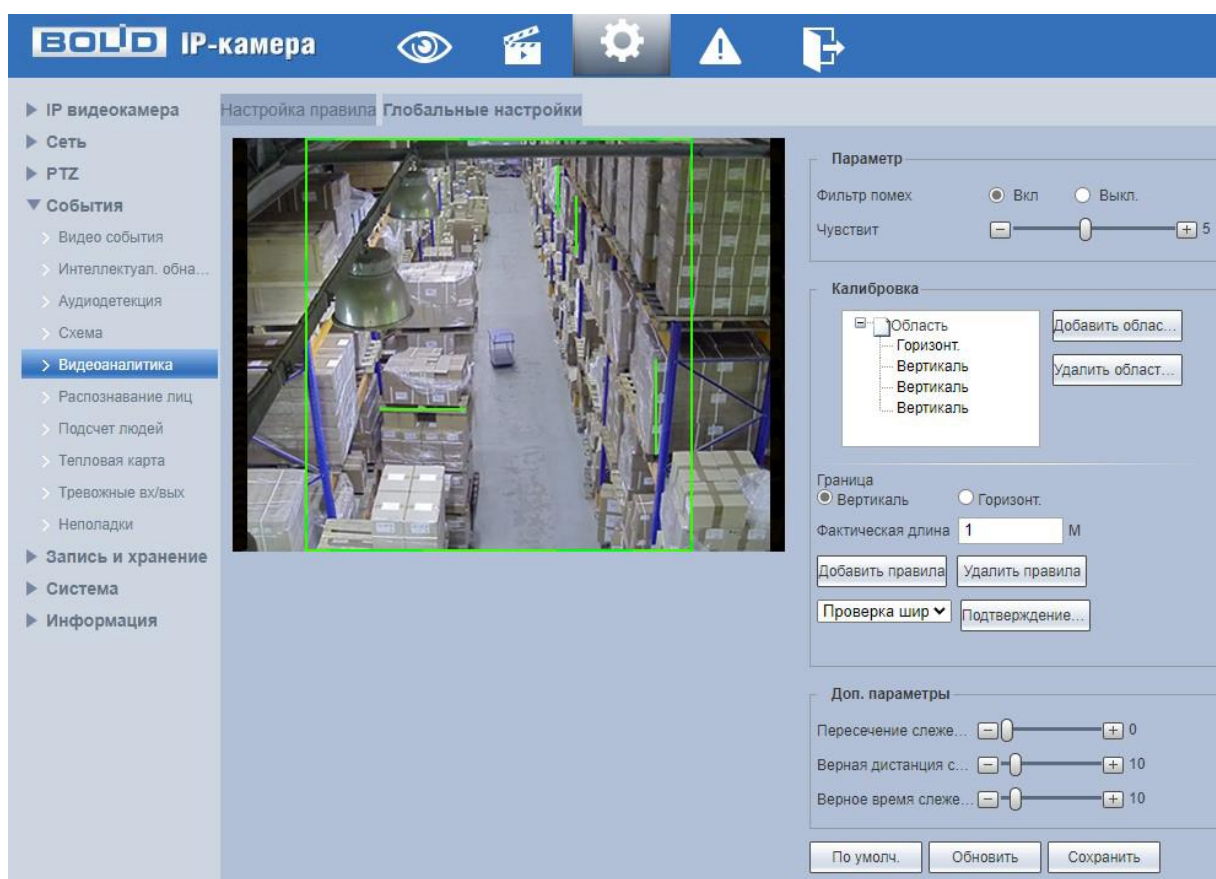 BOLID IP-камера
IP видеокамера
Сеть
PTZ
События
Видео события
Интеллектуал. обна...
Аудиодетекция
Схема
Видеоаналитика
Распознавание лиц
Подсчет людей
Тепловая карта
Тревожные вх/вых
Неполадки
Запись и хранение
Система
Информация
Настройка правила Глобальные настройки
Параметр
Фильтр помех Вкл Выкл.
Чувствит 5
Калибровка
Область
Горизонт.
Вертикаль
Вертикаль
Вертикаль
Добавить облас...
Удалить област...
Граница
Вертикаль Горизонт.
Фактическая длина 1 М
Добавить правила Удалить правила
Проверка шир Подтверждение...
Доп. параметры
Пересечение слеже... 0
Верная дистанция с... 10
Верное время слеже... 10
По умолч. Обновить Сохранить